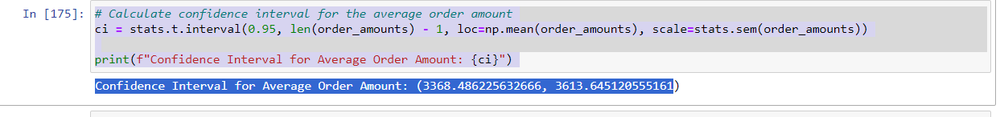 In [175]: # Calculate confidence interval for the average order amount
ci = stats.t.interval(0.95, len(order_amounts) - 1, loc=np.mean(order_amounts), scale=stats.sem(order_amounts))
print(f"Confidence Interval for Average Order Amount: {ci}")
Confidence Interval for Average Order Amount: (3368.486225632666, 3613.645120555161)